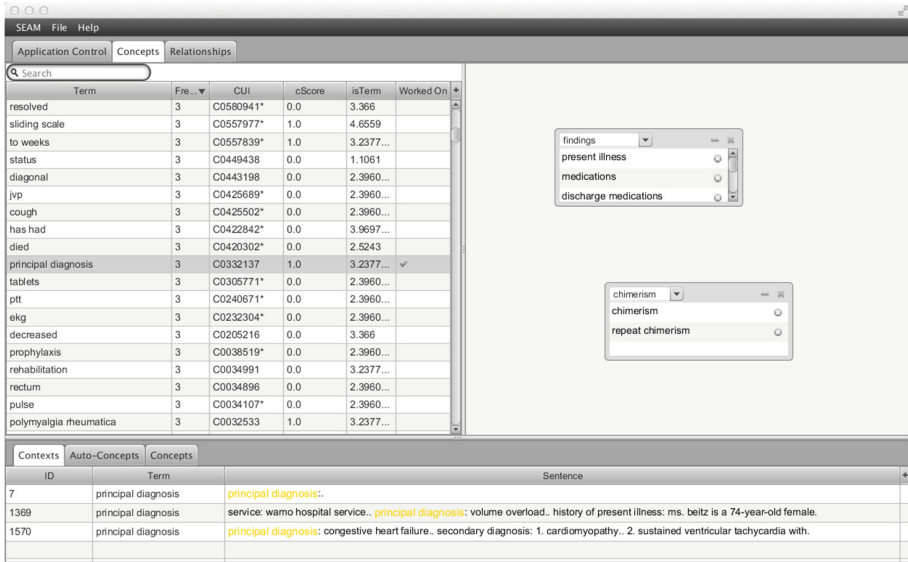 SEAM File Help
Application Control Concepts Relationships
Search
Term Fre...▼ CUI cScore isTerm Worked On +
resolved 3 C0580941* 0.0 3.366
sliding scale 3 C0557977* 1.0 4.6559
to weeks 3 C0557839* 1.0 3.2377...
status 3 C0449438 0.0 1.1061
diagonal 3 C0443198 0.0 2.3960...
jvp 3 C0425689* 0.0 2.3960...
cough 3 C0425502* 0.0 2.3960...
has had 3 C0422842* 0.0 3.9697...
died 3 C0420302* 0.0 2.5243
principal diagnosis 3 C0332137 1.0 3.2377...
tablets 3 C0305771* 0.0 2.3960...
ptt 3 C0240671* 0.0 2.3960...
ekg 3 C0232304* 0.0 2.3960...
decreased 3 C0205216 0.0 3.366
prophylaxis 3 C0038519* 0.0 2.3960...
rehabilitation 3 C0034991 0.0 3.2377...
rectum 3 C0034896 0.0 2.3960...
pulse 3 C0034107* 0.0 2.3960...
polymyalgia rheumatica 3 C0032533 1.0 3.2377...
findings
present illness
medications
discharge medications
chimerism
chimerism
repeat chimerism
Contexts Auto-Concepts Concepts
ID Term Sentence +
7 principal diagnosis principal diagnosis:.
1369 principal diagnosis service: wamo hospital service.. principal diagnosis: volume overload.. history of present illness: ms. beitz is a 74-year-old female.
1570 principal diagnosis principal diagnosis: congestive heart failure.. secondary diagnosis: 1. cardiomyopathy.. 2. sustained ventricular tachycardia with.